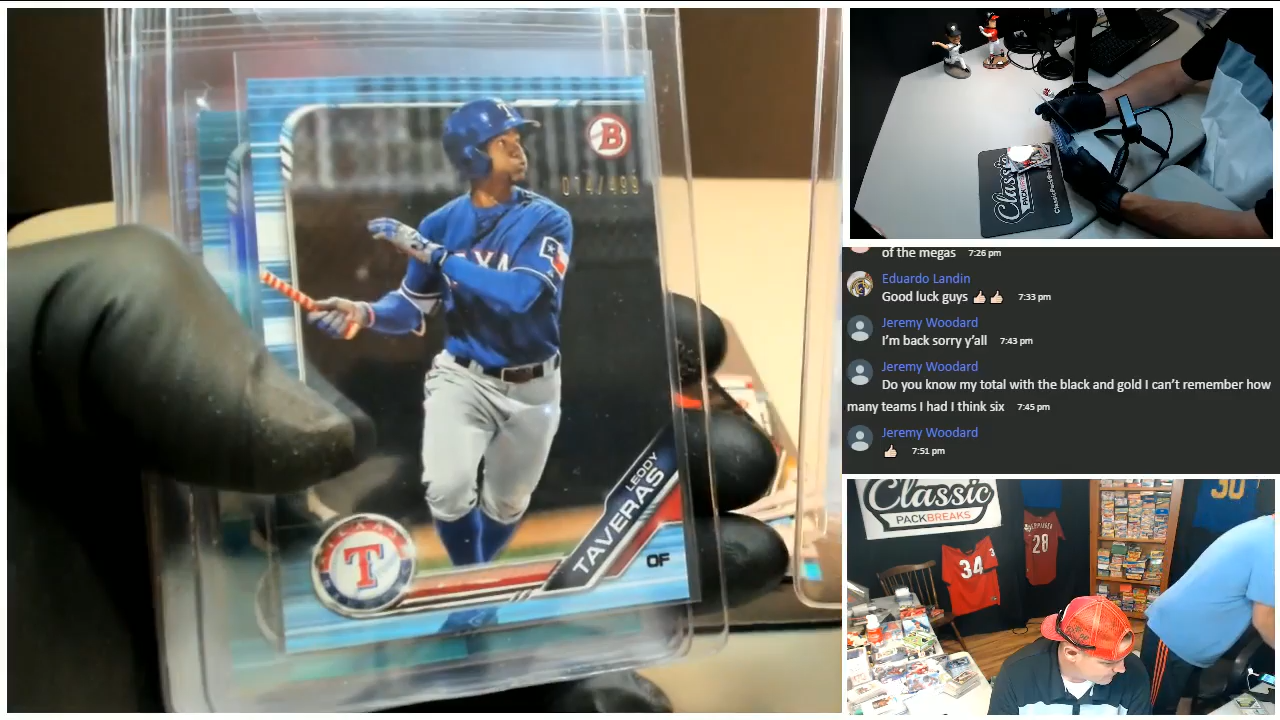 B
074/499
T
LEODY
TAVERAS
OF
T
Classic
of the megas 7:26 pm
Eduardo Landin
Good luck guys 👍🏻 👍🏻 7:33 pm
Jeremy Woodard
I'm back sorry y'all 7:43 pm
Jeremy Woodard
Do you know my total with the black and gold I can't remember how
many teams I had I think six 7:45 pm
Jeremy Woodard
👍🏻 7:51 pm
Classic
PACKBREAKS
34
28
30